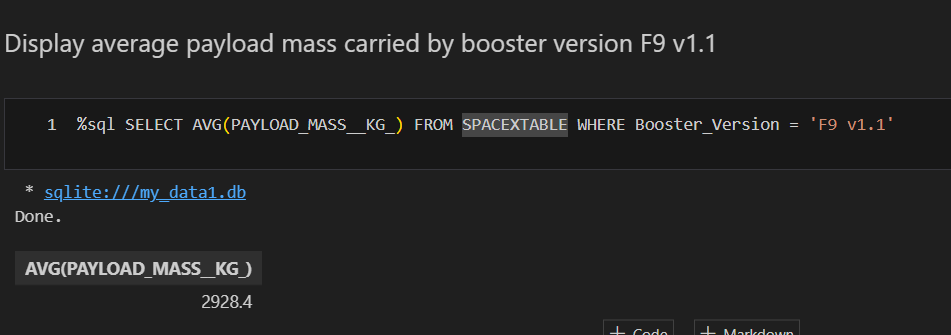 Display average payload mass carried by booster version F9 v1.1
1 %sql SELECT AVG(PAYLOAD_MASS__KG_) FROM SPACEXTABLE WHERE Booster_Version = 'F9 v1.1'
* sqlite:///my_data1.db
Done.
AVG(PAYLOAD_MASS__KG_)
2928.4
+ Code + Markdown